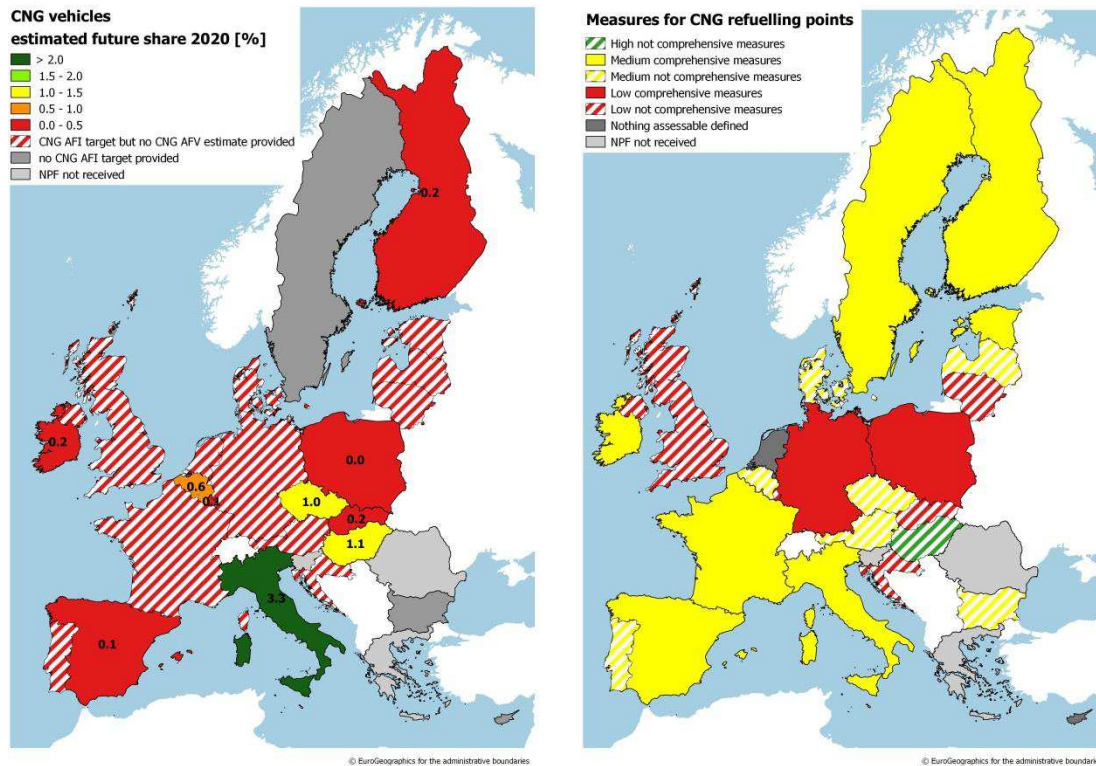 CNG vehicles
estimated future share 2020 [%]
> 2.0
1.5 - 2.0
1.0 - 1.5
0.5 - 1.0
0.0 - 0.5
CNG AFI target but no CNG AFV estimate provided
no CNG AFI target provided
NPF not received
0.2
0.2
0.0
0.6
0.1
1.0
0.2
1.1
3.3
0.1
© EuroGeographics for the administrative boundaries
Measures for CNG refuelling points
High not comprehensive measures
Medium comprehensive measures
Medium not comprehensive measures
Low comprehensive measures
Low not comprehensive measures
Nothing assessable defined
NPF not received
© EuroGeographics for the administrative boundaries